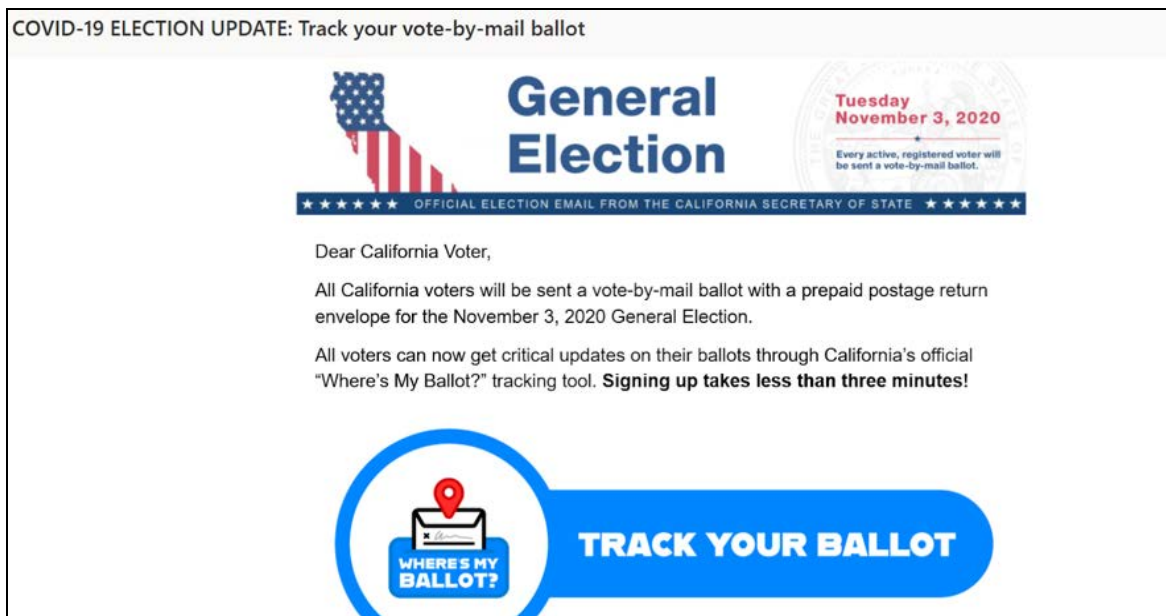 COVID-19 ELECTION UPDATE: Track your vote-by-mail ballot
General
Election
Tuesday
November 3, 2020
Every active, registered voter will
be sent a vote-by-mail ballot.
OFFICIAL ELECTION EMAIL FROM THE CALIFORNIA SECRETARY OF STATE
Dear California Voter,
All California voters will be sent a vote-by-mail ballot with a prepaid postage return
envelope for the November 3, 2020 General Election.
All voters can now get critical updates on their ballots through California’s official
“Where’s My Ballot?” tracking tool. Signing up takes less than three minutes!
WHERE'S MY
BALLOT?
TRACK YOUR BALLOT